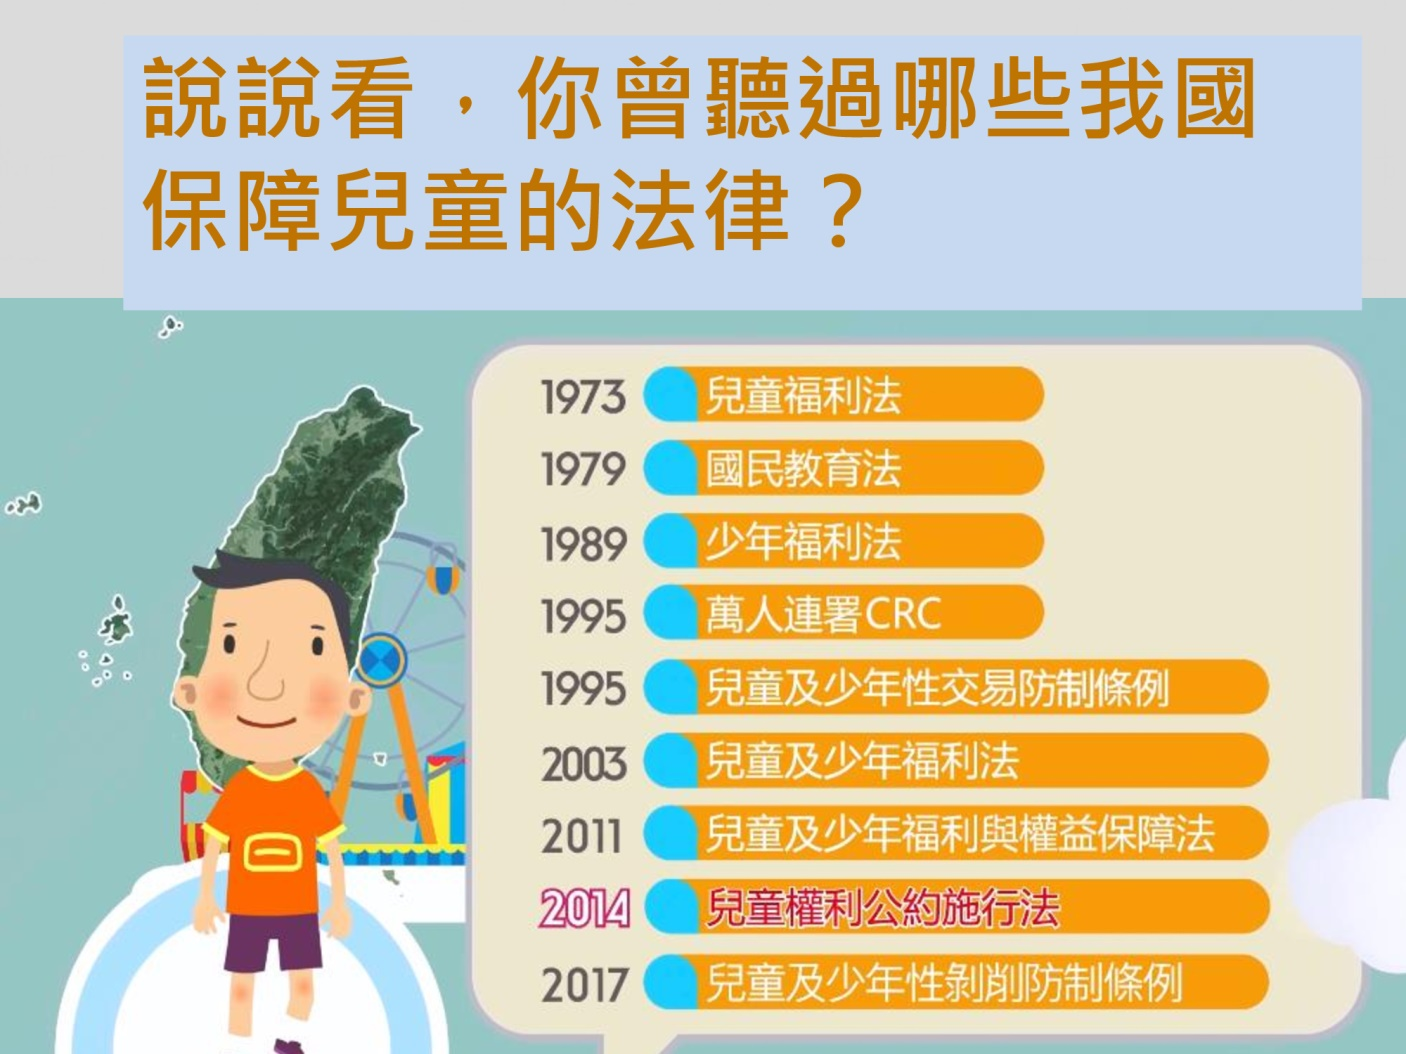 說說看，你曾聽過哪些我國
保障兒童的法律？
1973 兒童福利法
1979 國民教育法
1989 少年福利法
1995 萬人連署CRC
1995 兒童及少年性交易防制條例
2003 兒童及少年福利法
2011 兒童及少年福利與權益保障法
2014 兒童權利公約施行法
2017 兒童及少年性剝削防制條例